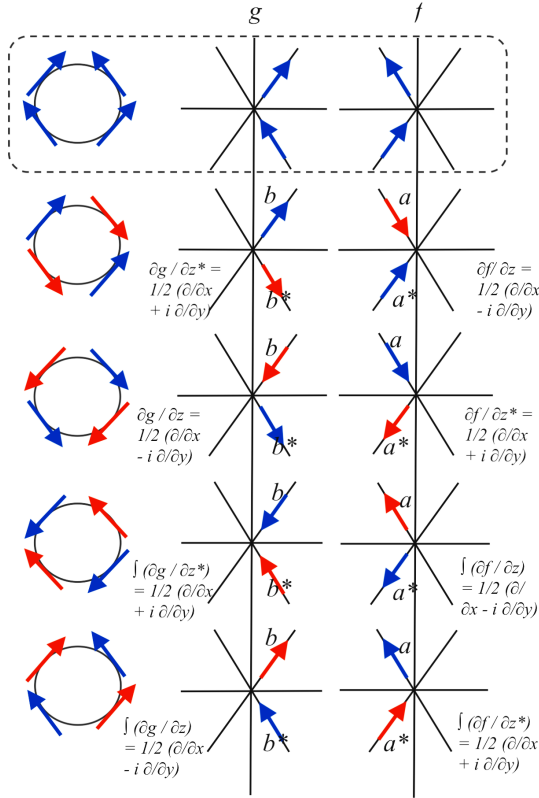 g f
b a
∂g / ∂z* =
1/2 (∂/∂x
+ i ∂/∂y)
b* a*
∂f/ ∂z =
1/2 (∂/∂x
- i ∂/∂y)
b a
∂g / ∂z =
1/2 (∂/∂x
- i ∂/∂y)
b* a*
∂f / ∂z* =
1/2 (∂/∂x
+ i ∂/∂y)
b a
∫ (∂g / ∂z*)
= 1/2 (∂/∂x
+ i ∂/∂y)
b* a*
∫ (∂f / ∂z)
= 1/2 (∂/
∂x - i ∂/∂y)
b a
∫ (∂g / ∂z)
= 1/2 (∂/∂x
- i ∂/∂y)
b* a*
∫ (∂f / ∂z*)
= 1/2 (∂/∂x
+ i ∂/∂y)